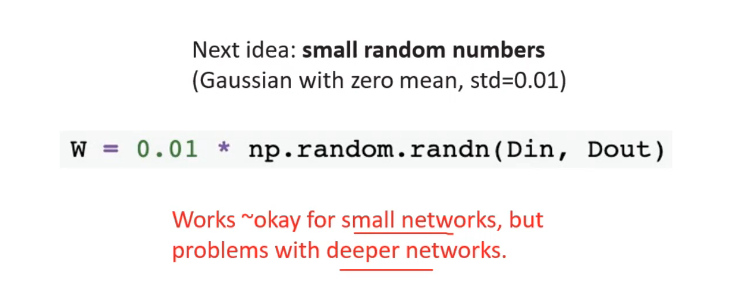 Next idea: small random numbers
(Gaussian with zero mean, std=0.01)
W = 0.01 * np.random.randn(Din, Dout)
Works ~okay for small networks, but
problems with deeper networks.